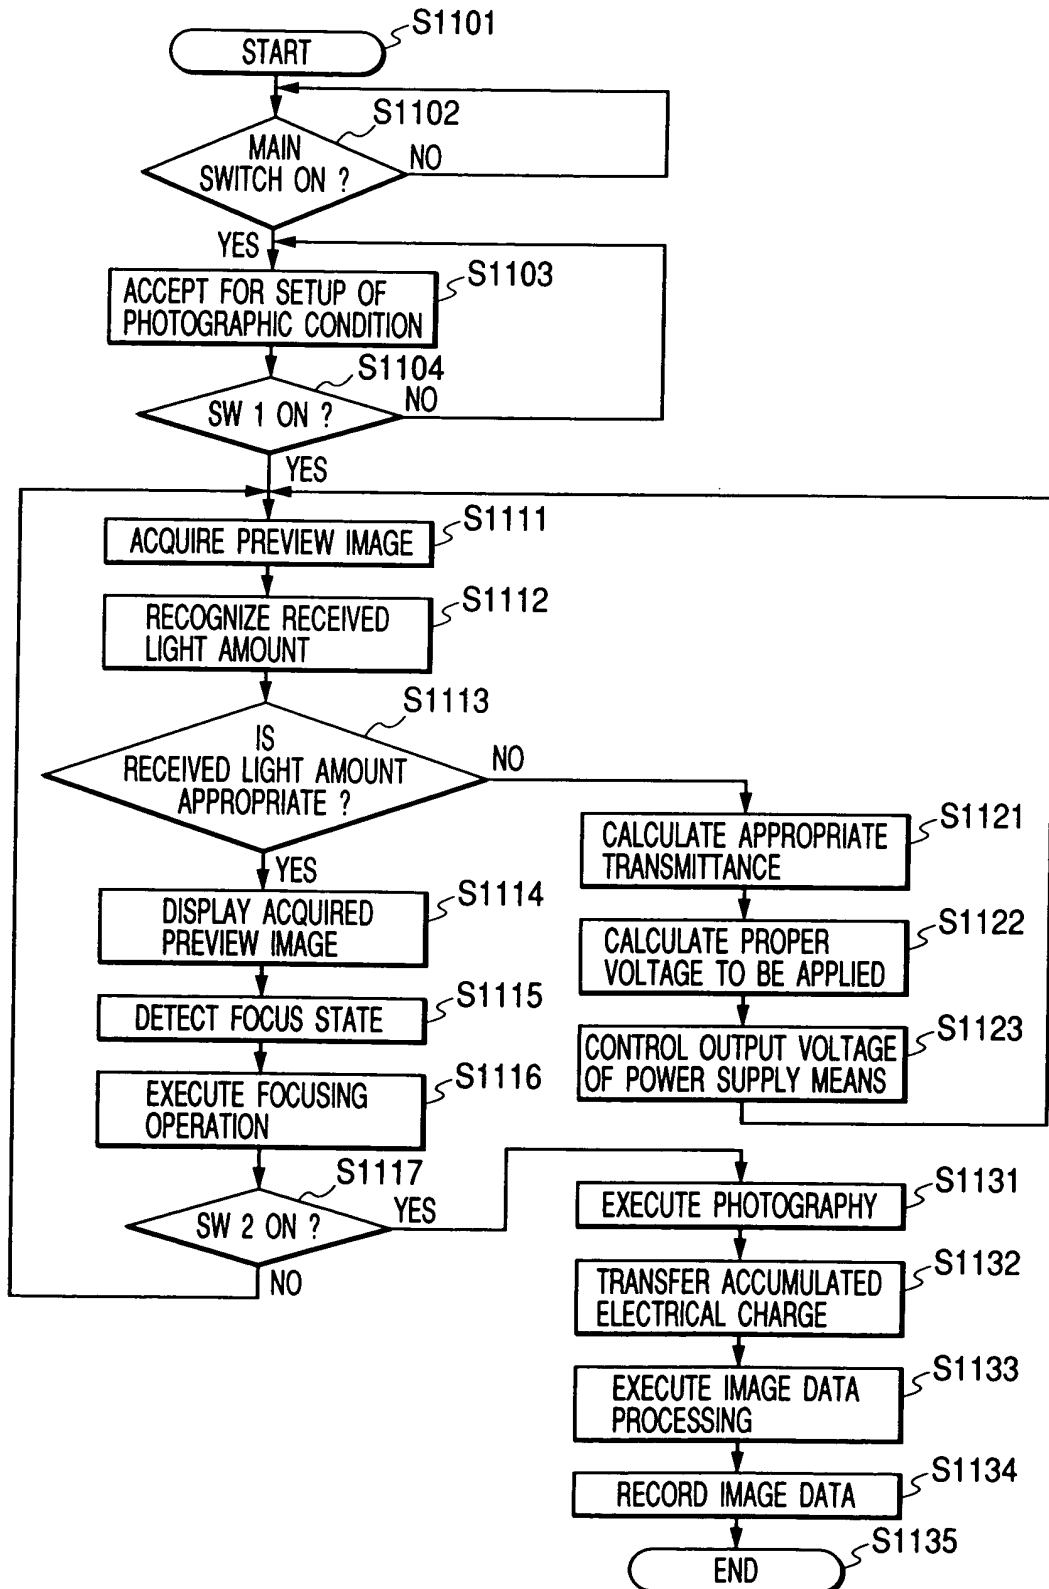 S1101
START
S1102
MAIN
SWITCH ON ?
NO
YES
S1103
ACCEPT FOR SETUP OF
PHOTOGRAPHIC CONDITION
S1104
SW 1 ON ?
NO
YES
S1111
ACQUIRE PREVIEW IMAGE
S1112
RECOGNIZE RECEIVED
LIGHT AMOUNT
S1113
IS
RECEIVED LIGHT AMOUNT
APPROPRIATE ?
NO
YES
S1121
CALCULATE APPROPRIATE
TRANSMITTANCE
S1114
DISPLAY ACQUIRED
PREVIEW IMAGE
S1122
CALCULATE PROPER
VOLTAGE TO BE APPLIED
S1115
DETECT FOCUS STATE
S1123
CONTROL OUTPUT VOLTAGE
OF POWER SUPPLY MEANS
S1116
EXECUTE FOCUSING
OPERATION
S1117
SW 2 ON ?
YES
NO
S1131
EXECUTE PHOTOGRAPHY
S1132
TRANSFER ACCUMULATED
ELECTRICAL CHARGE
S1133
EXECUTE IMAGE DATA
PROCESSING
S1134
RECORD IMAGE DATA
S1135
END